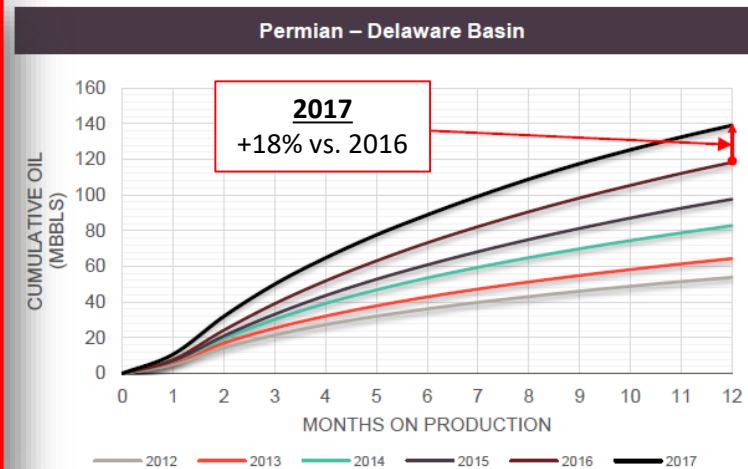 Permian – Delaware Basin
160
140
120
100
80
60
40
20
0
CUMULATIVE OIL
(MBBLS)
2017
+18% vs. 2016
0 1 2 3 4 5 6 7 8 9 10 11 12
MONTHS ON PRODUCTION
2012 2013 2014 2015 2016 2017